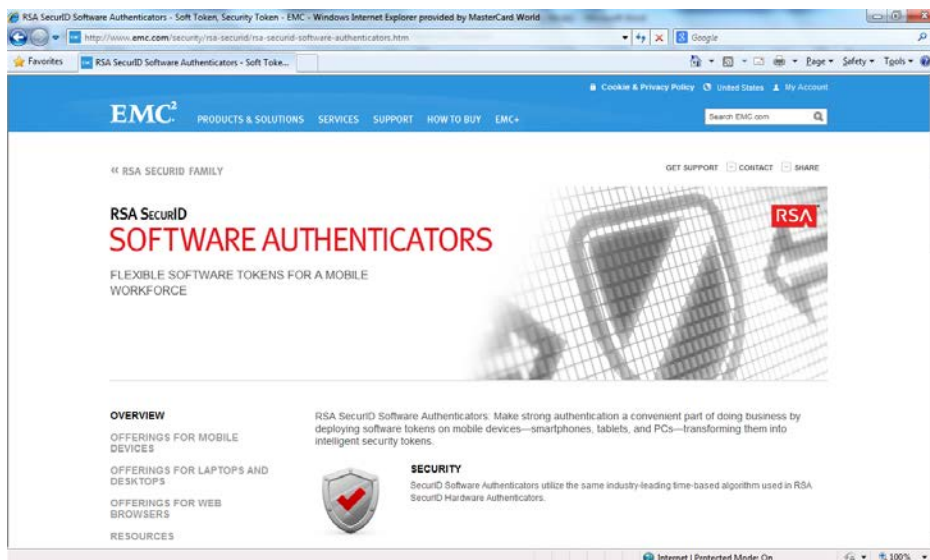 RSA SecurID Software Authenticators - Soft Token, Security Token - EMC - Windows Internet Explorer provided by MasterCard World
http://www.emc.com/security/rsa-securid/rsa-securid-software-authenticators.htm
Google
Favorites
RSA SecurID Software Authenticators - Soft Toke...
Page
Safety
Tools
Cookie & Privacy Policy United States My Account
EMC²
PRODUCTS & SOLUTIONS SERVICES SUPPORT HOW TO BUY EMC+
Search EMC.com
« RSA SECURID FAMILY
GET SUPPORT CONTACT SHARE
RSA SECURID
RSA
SOFTWARE AUTHENTICATORS
FLEXIBLE SOFTWARE TOKENS FOR A MOBILE
WORKFORCE
OVERVIEW
OFFERINGS FOR MOBILE
DEVICES
OFFERINGS FOR LAPTOPS AND
DESKTOPS
OFFERINGS FOR WEB
BROWSERS
RESOURCES
RSA SecurID Software Authenticators: Make strong authentication a convenient part of doing business by
deploying software tokens on mobile devices—smartphones, tablets, and PCs—transforming them into
intelligent security tokens.
SECURITY
SecurID Software Authenticators utilize the same industry-leading time-based algorithm used in RSA
SecurID Hardware Authenticators.
Internet | Protected Mode: On
100%